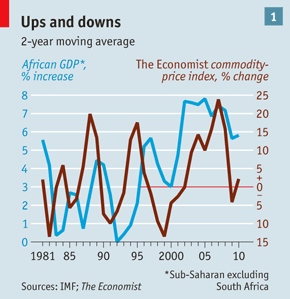 Ups and downs
1
2-year moving average
African GDP*,
% increase
The Economist commodity-
price index, % change
8
7
6
5
4
3
2
1
0
25
20
15
10
5
+
0
-
5
10
15
1981 85 90 95 2000 05 10
*Sub-Saharan excluding
South Africa
Sources: IMF; The Economist